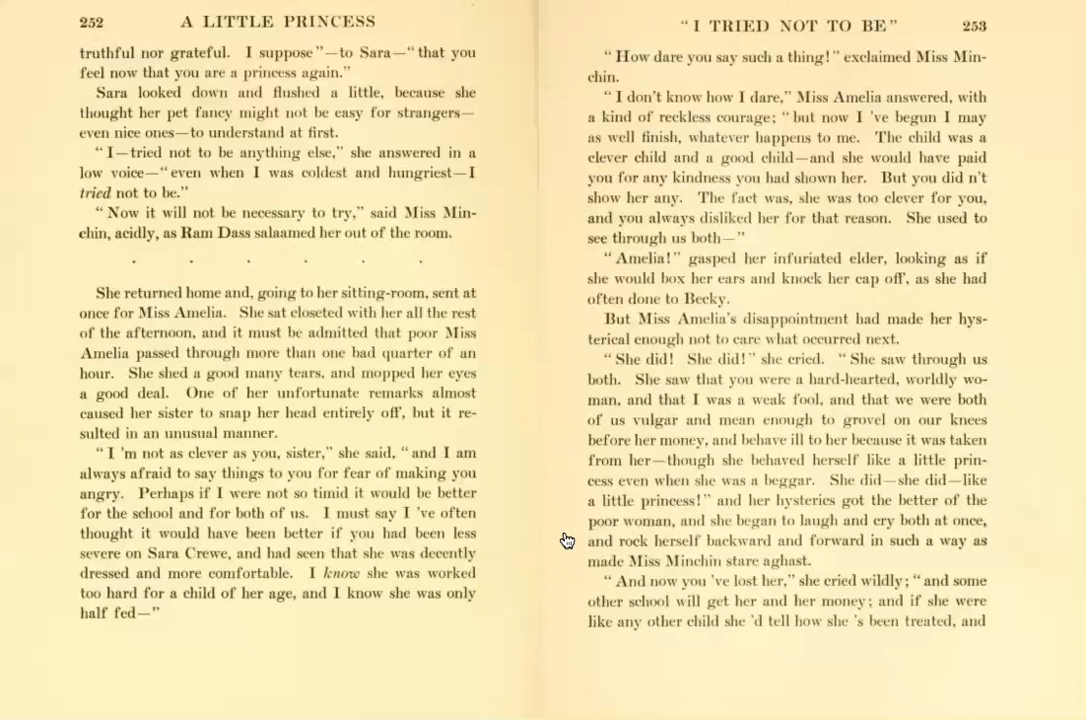 252 A LITTLE PRINCESS
truthful nor grateful. I suppose"—to Sara—"that you
feel now that you are a princess again."
Sara looked down and flushed a little, because she
thought her pet fancy might not be easy for strangers—
even nice ones—to understand at first.
"I—tried not to be anything else," she answered in a
low voice—"even when I was coldest and hungriest—I
tried not to be."
"Now it will not be necessary to try," said Miss Min-
chin, acidly, as Ram Dass salaamed her out of the room.
. . . . . .
She returned home and, going to her sitting-room, sent at
once for Miss Amelia. She sat closeted with her all the rest
of the afternoon, and it must be admitted that poor Miss
Amelia passed through more than one bad quarter of an
hour. She shed a good many tears, and mopped her eyes
a good deal. One of her unfortunate remarks almost
caused her sister to snap her head entirely off, but it re-
sulted in an unusual manner.
"I 'm not as clever as you, sister," she said, "and I am
always afraid to say things to you for fear of making you
angry. Perhaps if I were not so timid it would be better
for the school and for both of us. I must say I 've often
thought it would have been better if you had been less
severe on Sara Crewe, and had seen that she was decently
dressed and more comfortable. I know she was worked
too hard for a child of her age, and I know she was only
half fed—"
"I TRIED NOT TO BE" 253
"How dare you say such a thing!" exclaimed Miss Min-
chin.
"I don't know how I dare," Miss Amelia answered, with
a kind of reckless courage; "but now I 've begun I may
as well finish, whatever happens to me. The child was a
clever child and a good child—and she would have paid
you for any kindness you had shown her. But you did n't
show her any. The fact was, she was too clever for you,
and you always disliked her for that reason. She used to
see through us both—"
"Amelia!" gasped her infuriated elder, looking as if
she would box her ears and knock her cap off, as she had
often done to Becky.
But Miss Amelia's disappointment had made her hys-
terical enough not to care what occurred next.
"She did! She did!" she cried. "She saw through us
both. She saw that you were a hard-hearted, worldly wo-
man, and that I was a weak fool, and that we were both
of us vulgar and mean enough to grovel on our knees
before her money, and behave ill to her because it was taken
from her—though she behaved herself like a little prin-
cess even when she was a beggar. She did—she did—like
a little princess!" and her hysterics got the better of the
poor woman, and she began to laugh and cry both at once,
and rock herself backward and forward in such a way as
made Miss Minchin stare aghast.
"And now you 've lost her," she cried wildly; "and some
other school will get her and her money; and if she were
like any other child she 'd tell how she 's been treated, and